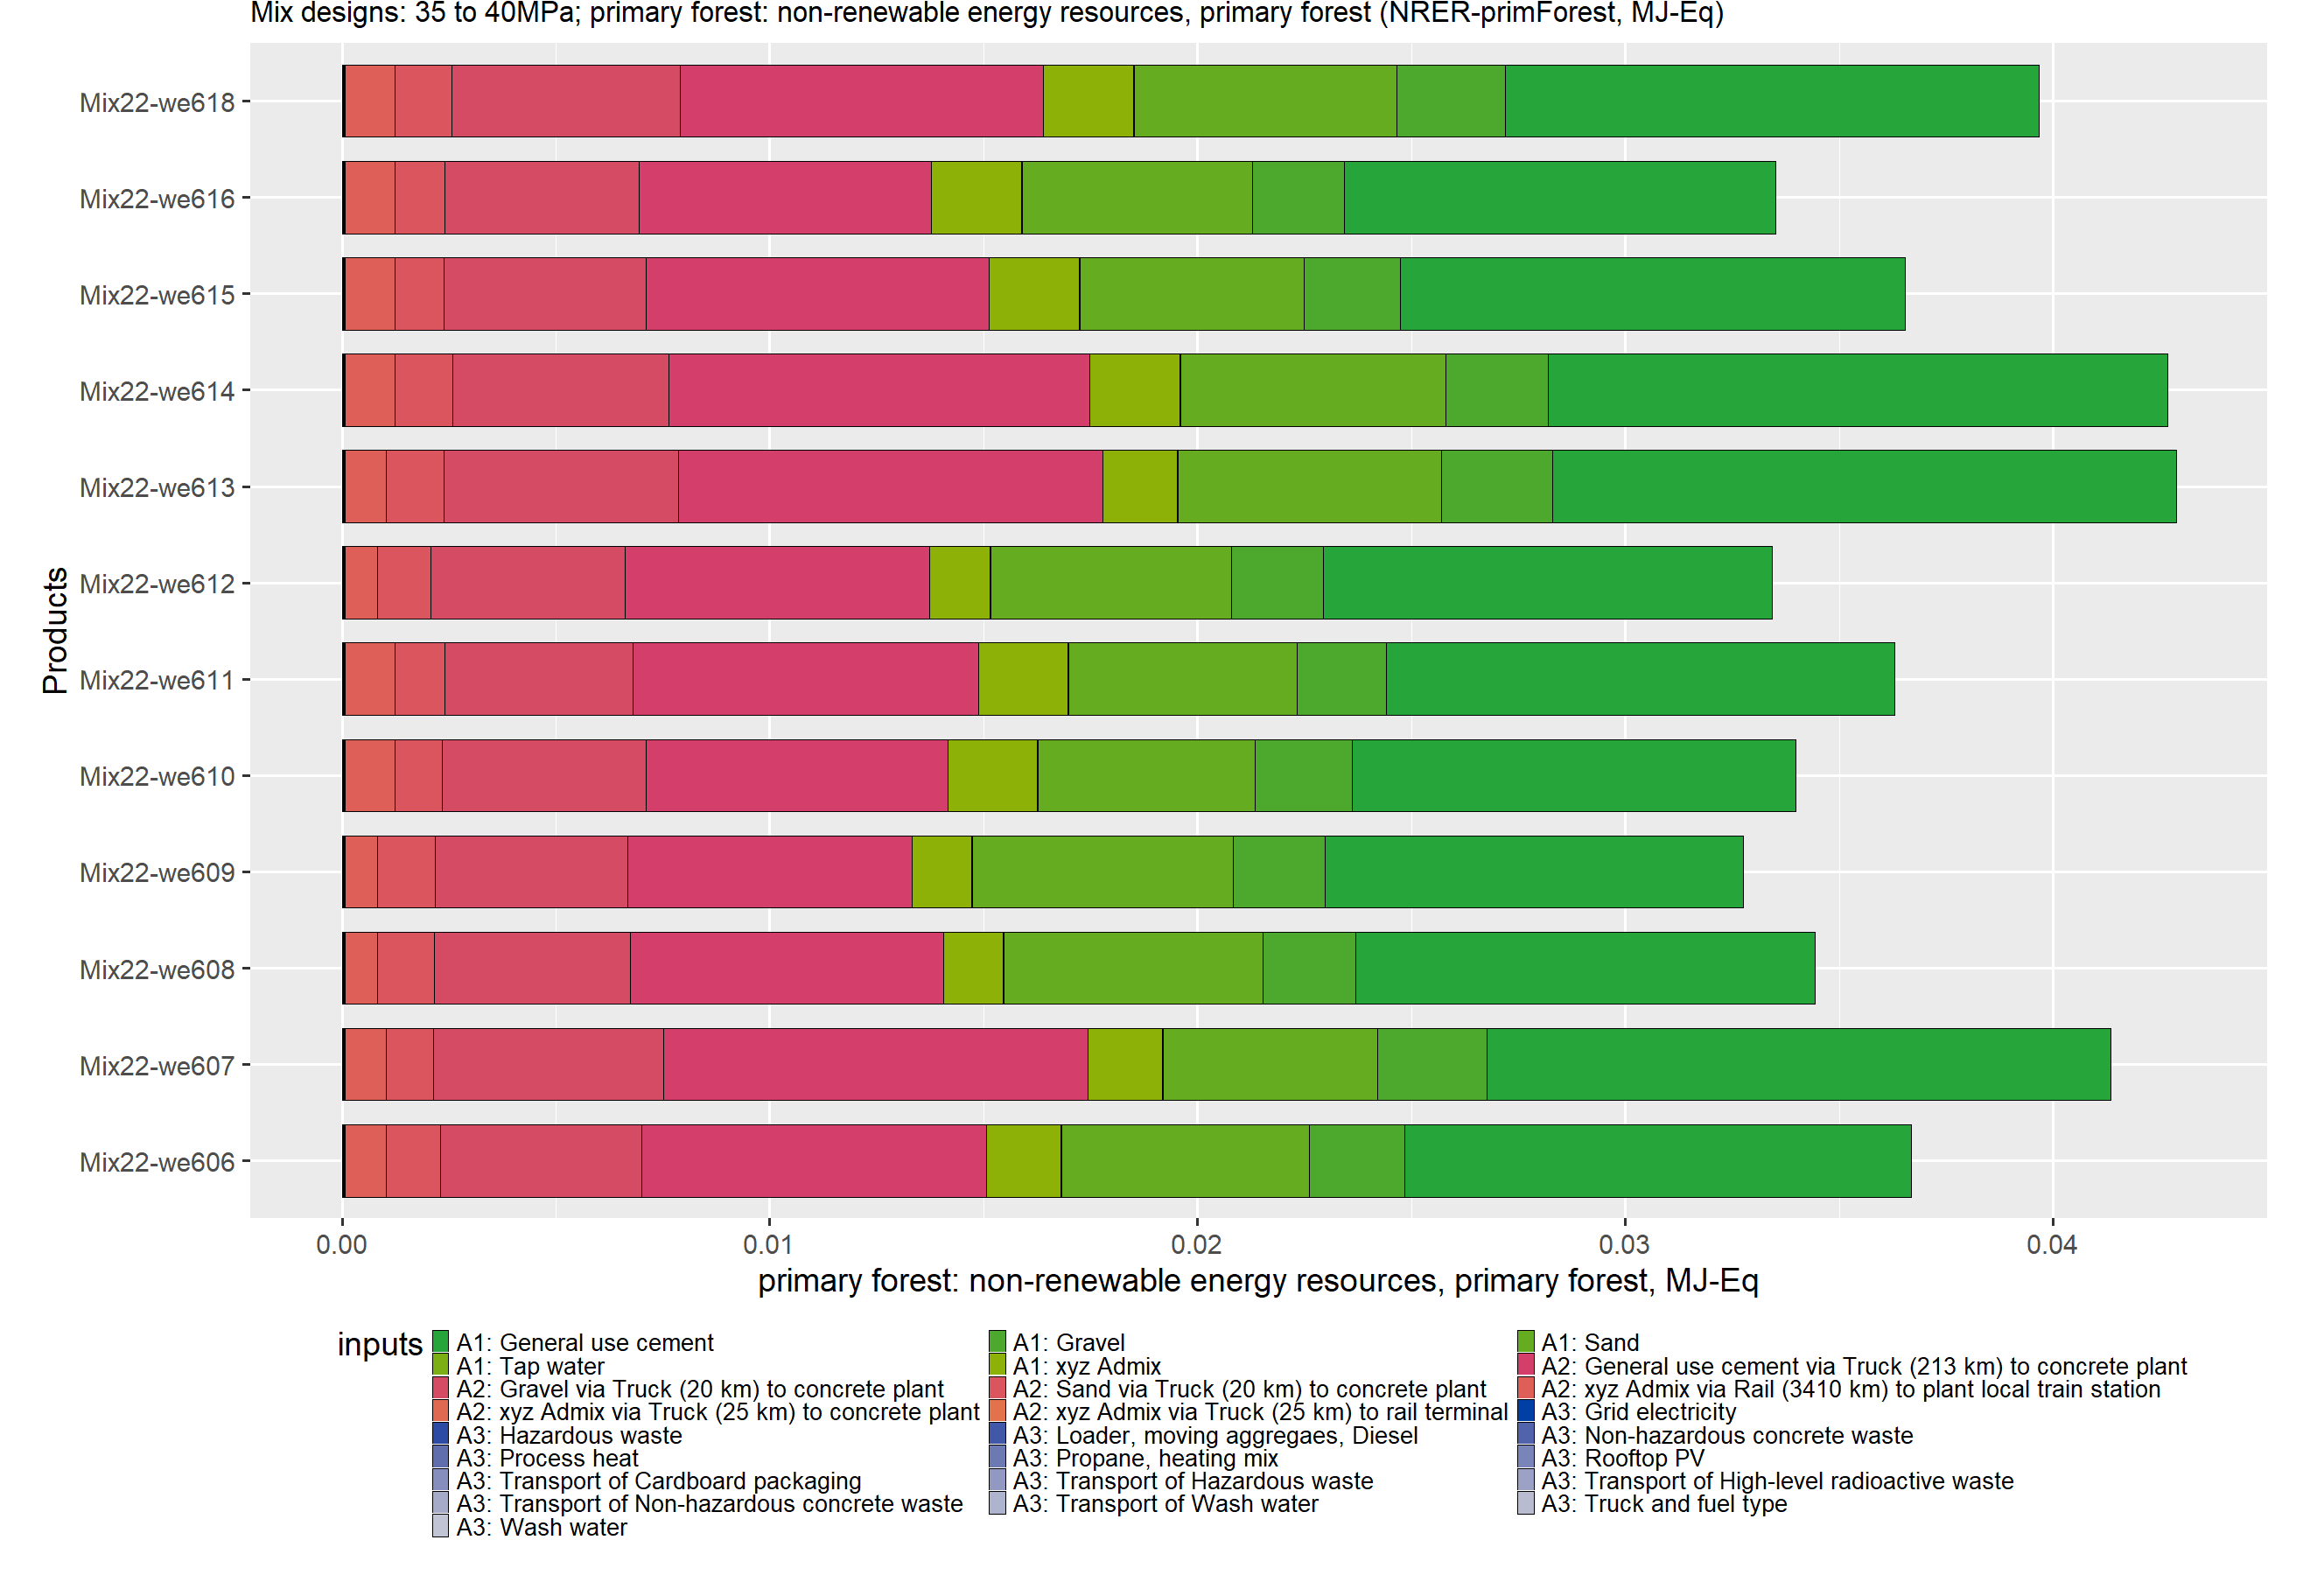 Mix designs: 35 to 40MPa; primary forest: non-renewable energy resources, primary forest (NRER-primForest, MJ-Eq)
Mix22-we618
Mix22-we616
Mix22-we615
Mix22-we614
Mix22-we613
Mix22-we612
Mix22-we611
Mix22-we610
Mix22-we609
Mix22-we608
Mix22-we607
Mix22-we606
Products
0.00 0.01 0.02 0.03 0.04
primary forest: non-renewable energy resources, primary forest, MJ-Eq
inputs
A1: General use cement A1: Gravel A1: Sand
A1: Tap water A1: xyz Admix A2: General use cement via Truck (213 km) to concrete plant
A2: Gravel via Truck (20 km) to concrete plant A2: Sand via Truck (20 km) to concrete plant A2: xyz Admix via Rail (3410 km) to plant local train station
A2: xyz Admix via Truck (25 km) to concrete plant A2: xyz Admix via Truck (25 km) to rail terminal A3: Grid electricity
A3: Hazardous waste A3: Loader, moving aggregaes, Diesel A3: Non-hazardous concrete waste
A3: Process heat A3: Propane, heating mix A3: Rooftop PV
A3: Transport of Cardboard packaging A3: Transport of Hazardous waste A3: Transport of High-level radioactive waste
A3: Transport of Non-hazardous concrete waste A3: Transport of Wash water A3: Truck and fuel type
A3: Wash water